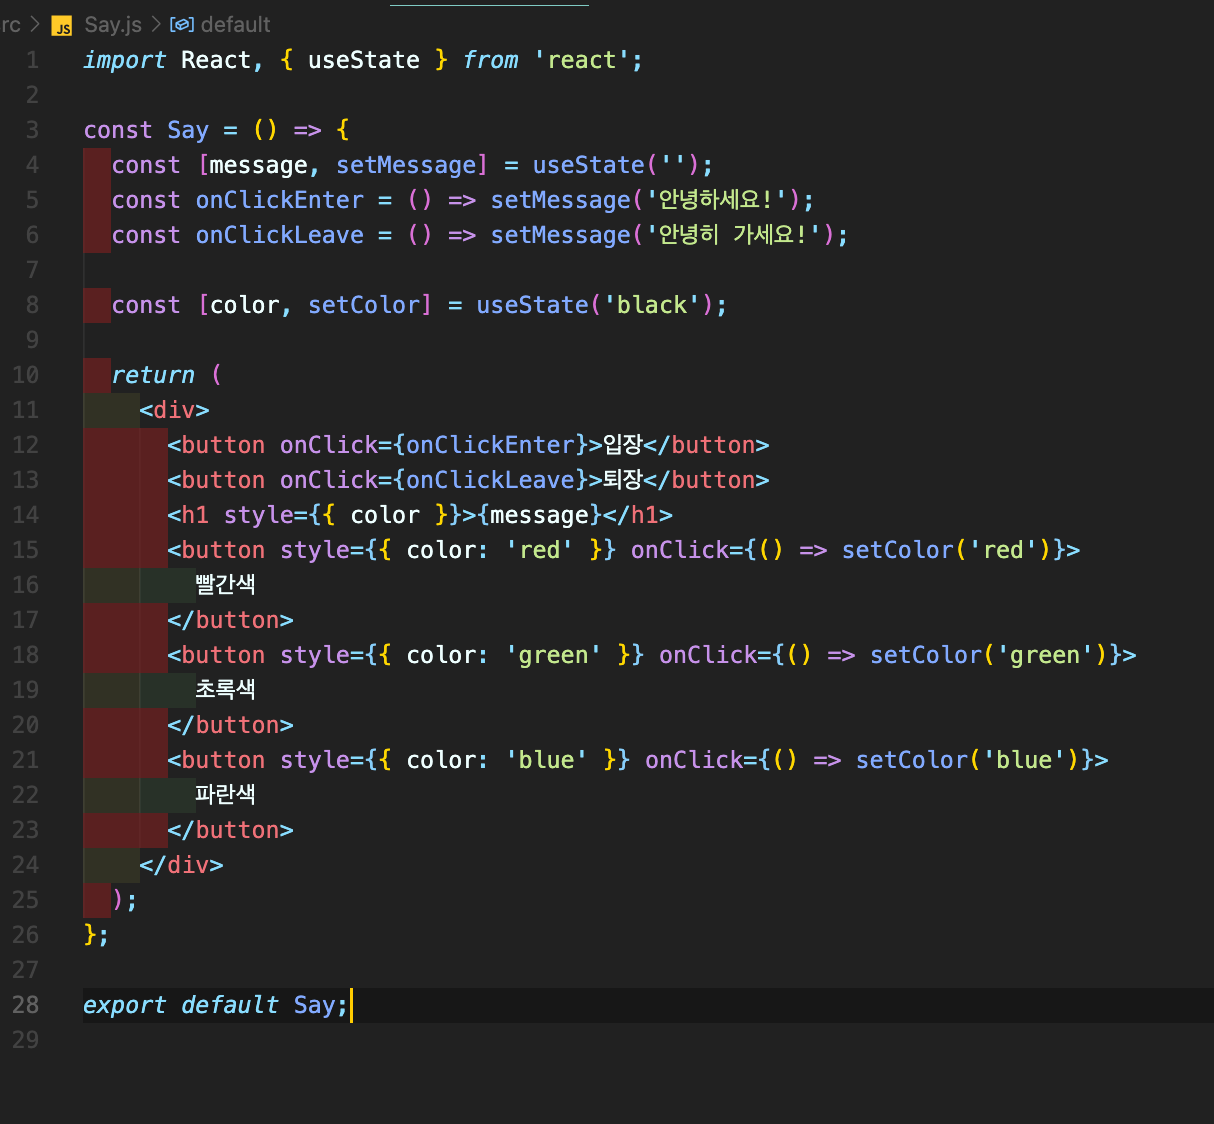 rc > JS Say.js > default
1 import React, { useState } from 'react';
2
3 const Say = () => {
4   const [message, setMessage] = useState('');
5   const onClickEnter = () => setMessage('안녕하세요!');
6   const onClickLeave = () => setMessage('안녕히 가세요!');
7
8   const [color, setColor] = useState('black');
9
10   return (
11     <div>
12       <button onClick={onClickEnter}>입장</button>
13       <button onClick={onClickLeave}>퇴장</button>
14       <h1 style={{ color }}>{message}</h1>
15       <button style={{ color: 'red' }} onClick={() => setColor('red')}>
16         빨간색
17       </button>
18       <button style={{ color: 'green' }} onClick={() => setColor('green')}>
19         초록색
20       </button>
21       <button style={{ color: 'blue' }} onClick={() => setColor('blue')}>
22         파란색
23       </button>
24     </div>
25   );
26 };
27
28 export default Say;
29